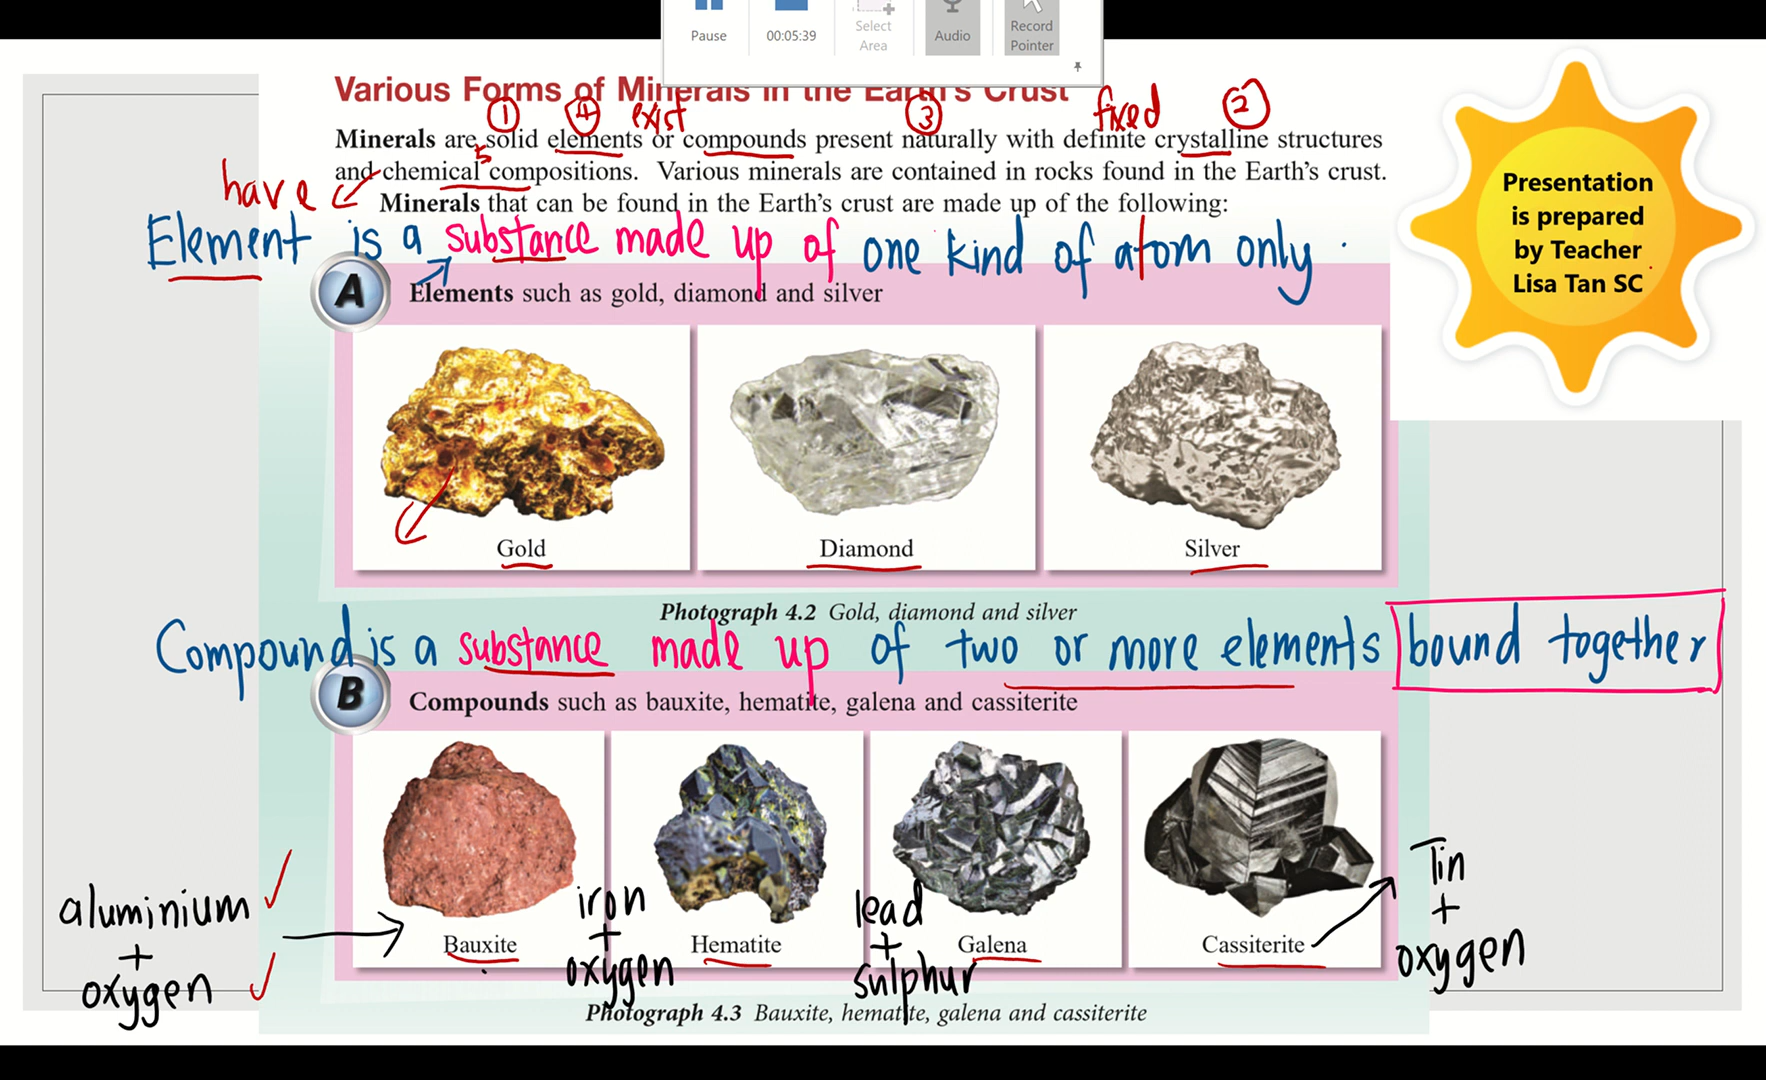 Pause
00:05:39
Select
Area
Audio
Record
Pointer
Various Forms of Minerals in the Earth's Crust
① ④ exist ③ fixed ②
Minerals are solid elements or compounds present naturally with definite crystalline structures
5
and chemical compositions. Various minerals are contained in rocks found in the Earth's crust.
have
Minerals that can be found in the Earth's crust are made up of the following:
Element is a substance made up of one kind of atom only.
A
Elements such as gold, diamond and silver
Presentation
is prepared
by Teacher
Lisa Tan SC
Gold
Diamond
Silver
Photograph 4.2 Gold, diamond and silver
Compound is a substance made up of two or more elements bound together
B
Compounds such as bauxite, hematite, galena and cassiterite
aluminium
+
oxygen
Bauxite
iron
+
oxygen
Hematite
lead
+
sulphur
Galena
Cassiterite
Tin
+
oxygen
Photograph 4.3 Bauxite, hematite, galena and cassiterite